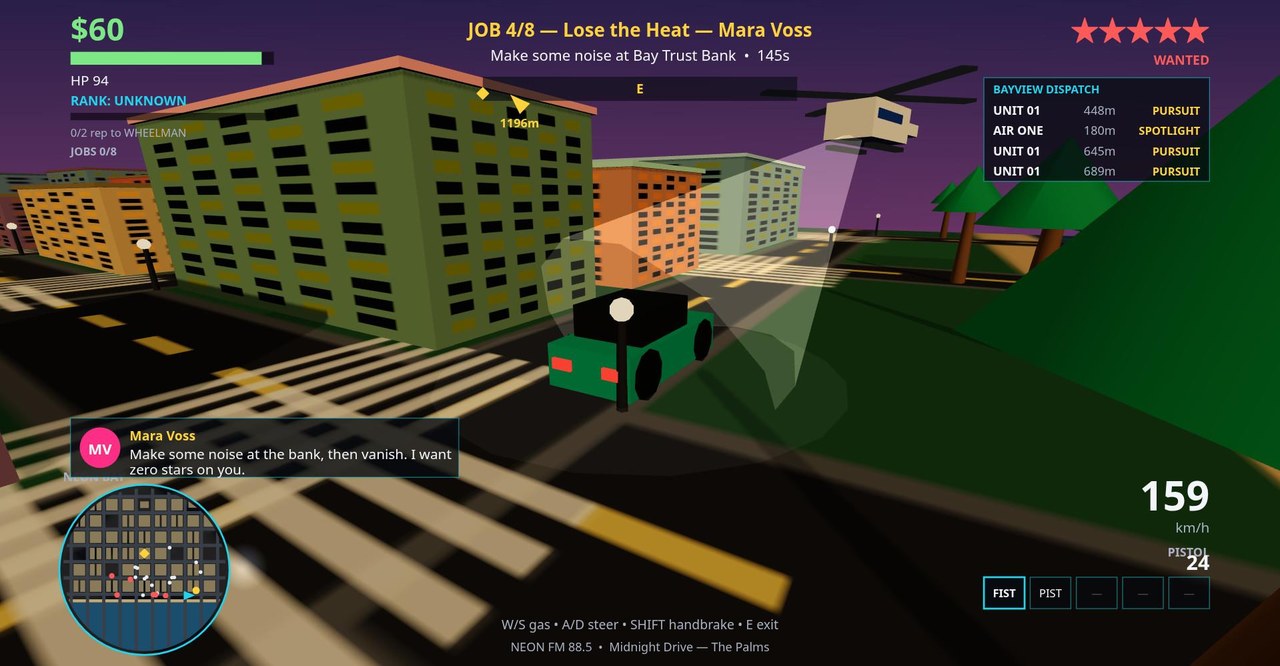 $60
HP 94
RANK: UNKNOWN
0/2 rep to WHEELMAN
JOBS 0/8
JOB 4/8 — Lose the Heat — Mara Voss
Make some noise at Bay Trust Bank • 145s
E
1196m
★★★★★
WANTED
BAYVIEW DISPATCH
UNIT 01 448m PURSUIT
AIR ONE 180m SPOTLIGHT
UNIT 01 645m PURSUIT
UNIT 01 689m PURSUIT
MV
Mara Voss
Make some noise at the bank, then vanish. I want
zero stars on you.
NEON BAY
159
km/h
PISTOL
24
FIST PIST — — —
W/S gas • A/D steer • SHIFT handbrake • E exit
NEON FM 88.5 • Midnight Drive — The Palms